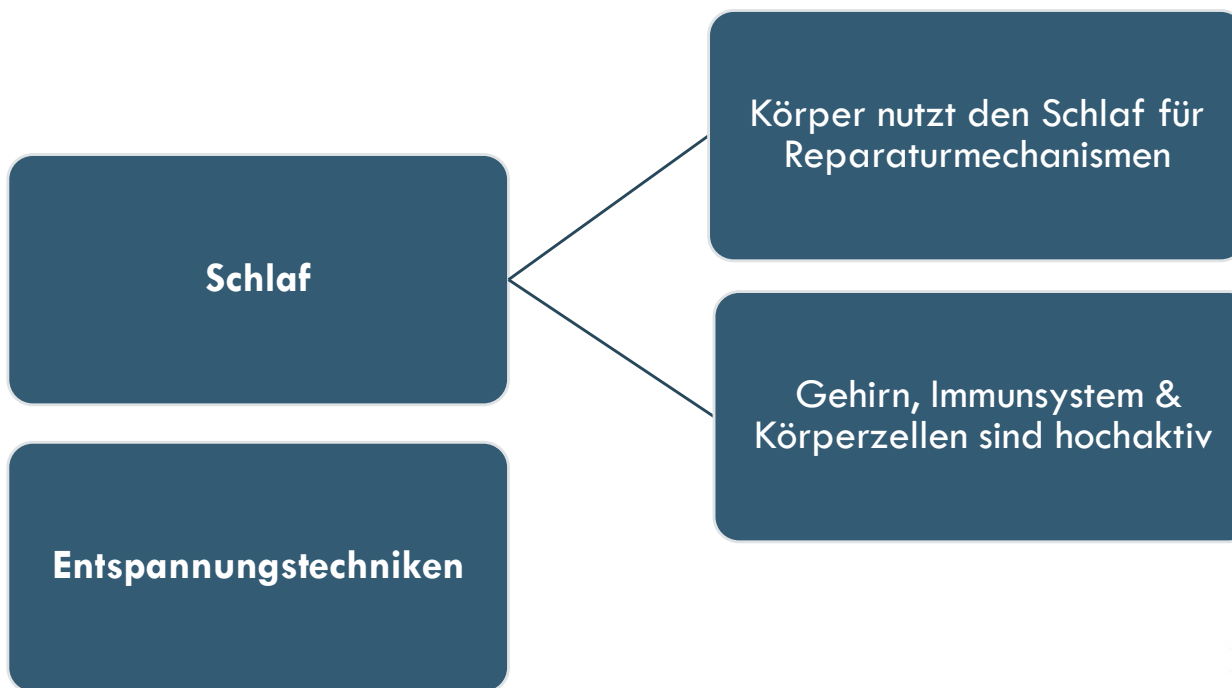 Schlaf
Körper nutzt den Schlaf für
Reparaturmechanismen
Gehirn, Immunsystem &
Körperzellen sind hochaktiv
Entspannungstechniken